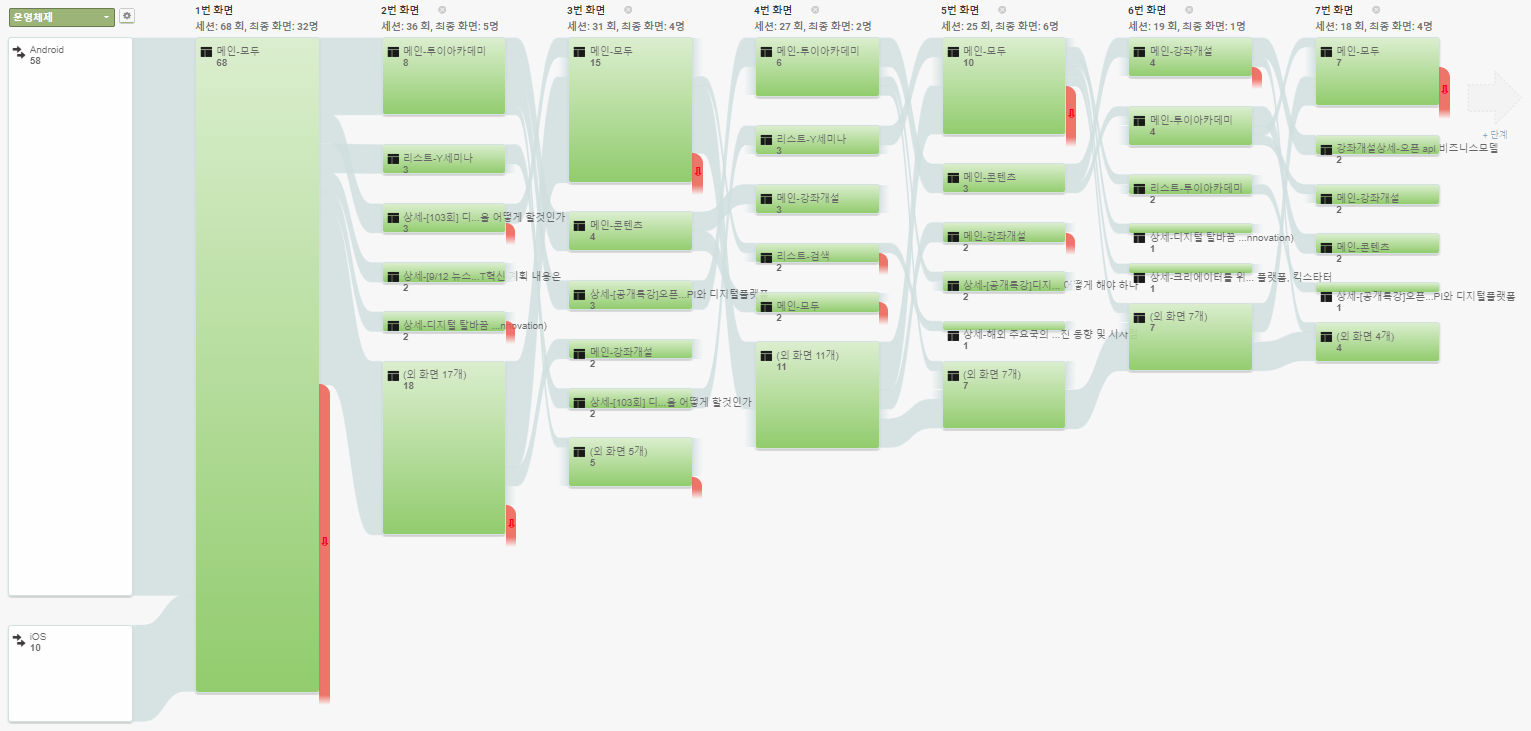 운영체제
Android
58
iOS
10
1번 화면
세션: 68 회, 최종 화면: 32명
메인-모두
68
2번 화면
세션: 36 회, 최종 화면: 5명
메인-투이아카데미
8
리스트-Y세미나
3
상세-[103회] 디...을 어떻게 할것인가
3
상세-[9/12 뉴스...T혁신 기획 내용은
2
상세-디지털 탈바꿈 ...nnovation)
2
(외 화면 17개)
18
3번 화면
세션: 31 회, 최종 화면: 4명
메인-모두
15
메인-콘텐츠
4
상세-[공개특강]오픈...PI와 디지털플랫폼
3
메인-강좌개설
2
상세-[103회] 디...을 어떻게 할것인가
2
(외 화면 5개)
5
4번 화면
세션: 27 회, 최종 화면: 2명
메인-투이아카데미
6
리스트-Y세미나
3
메인-강좌개설
3
리스트-검색
2
메인-모두
2
(외 화면 11개)
11
5번 화면
세션: 25 회, 최종 화면: 6명
메인-모두
10
메인-콘텐츠
3
메인-강좌개설
2
상세-[공개특강]디지... 어떻게 해야 하나
2
상세-해외 주요국의 ...진 동향 및 시사
1
(외 화면 7개)
7
6번 화면
세션: 19 회, 최종 화면: 1명
메인-강좌개설
4
메인-투이아카데미
4
리스트-투이아카데미
2
상세-디지털 탈바꿈 ...nnovation)
1
상세-크리에이터를 위... 플랫폼, 킥스타터
1
(외 화면 7개)
7
7번 화면
세션: 18 회, 최종 화면: 4명
메인-모두
7
강좌개설상세-오픈 api 비즈니스모델
2
메인-강좌개설
2
메인-콘텐츠
2
상세-[공개특강]오픈...PI와 디지털플랫폼
1
(외 화면 4개)
4
+ 단계